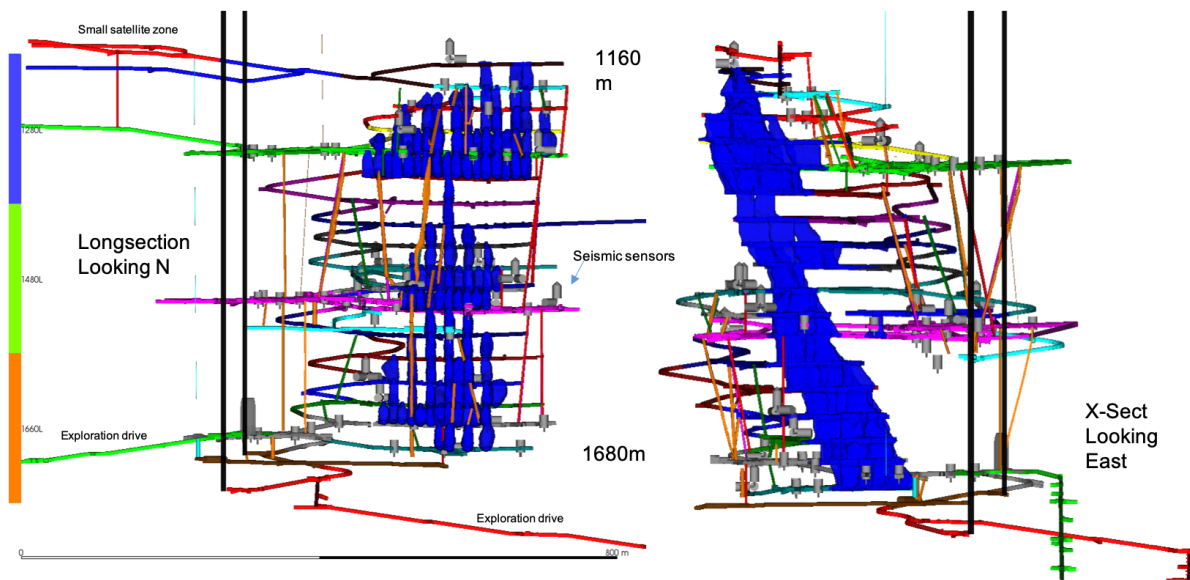 Small satellite zone
1160
m
1280L
Longsection
Looking N
Seismic sensors
1480L
X-Sect
Looking
East
1660L
Exploration drive
1680m
Exploration drive
0
800 m